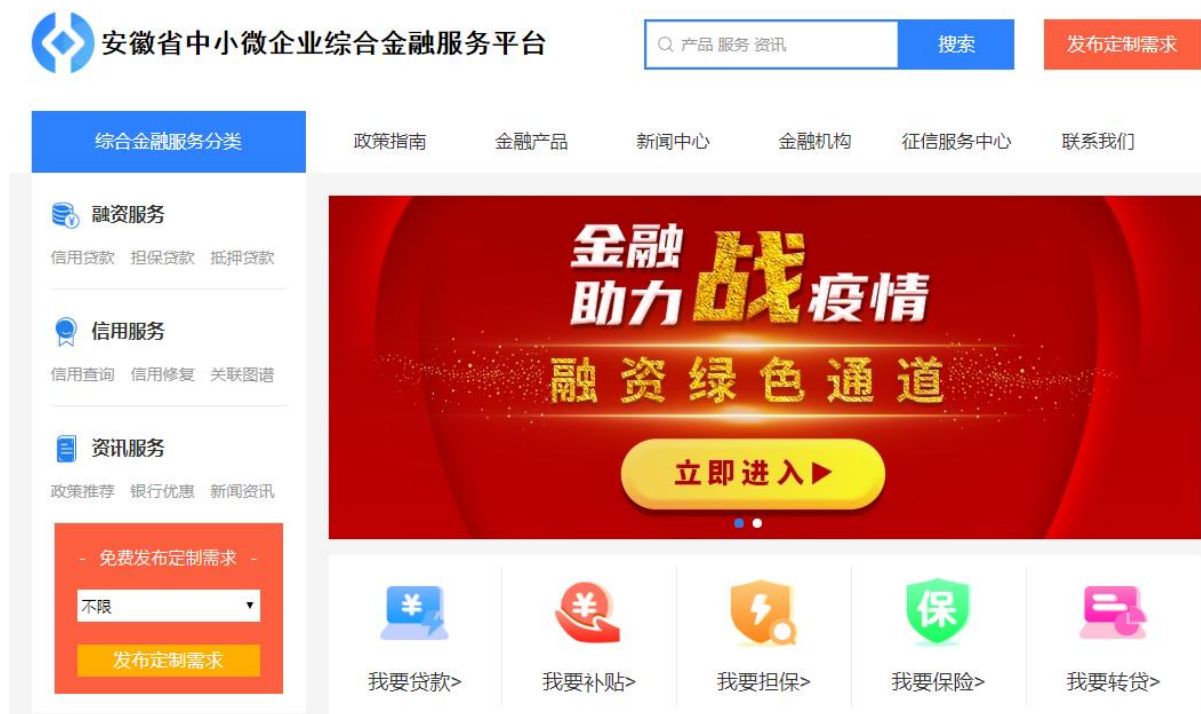 安徽省中小微企业综合金融服务平台
产品 服务 资讯
搜索
发布定制需求
综合金融服务分类
政策指南
金融产品
新闻中心
金融机构
征信服务中心
联系我们
融资服务
信用贷款 担保贷款 抵押贷款
信用服务
信用查询 信用修复 关联图谱
资讯服务
政策推荐 银行优惠 新闻资讯
- 免费发布定制需求 -
不限
发布定制需求
金融
助力战疫情
融资绿色通道
立即进入▶
我要贷款>
我要补贴>
我要担保>
保
我要保险>
我要转贷>